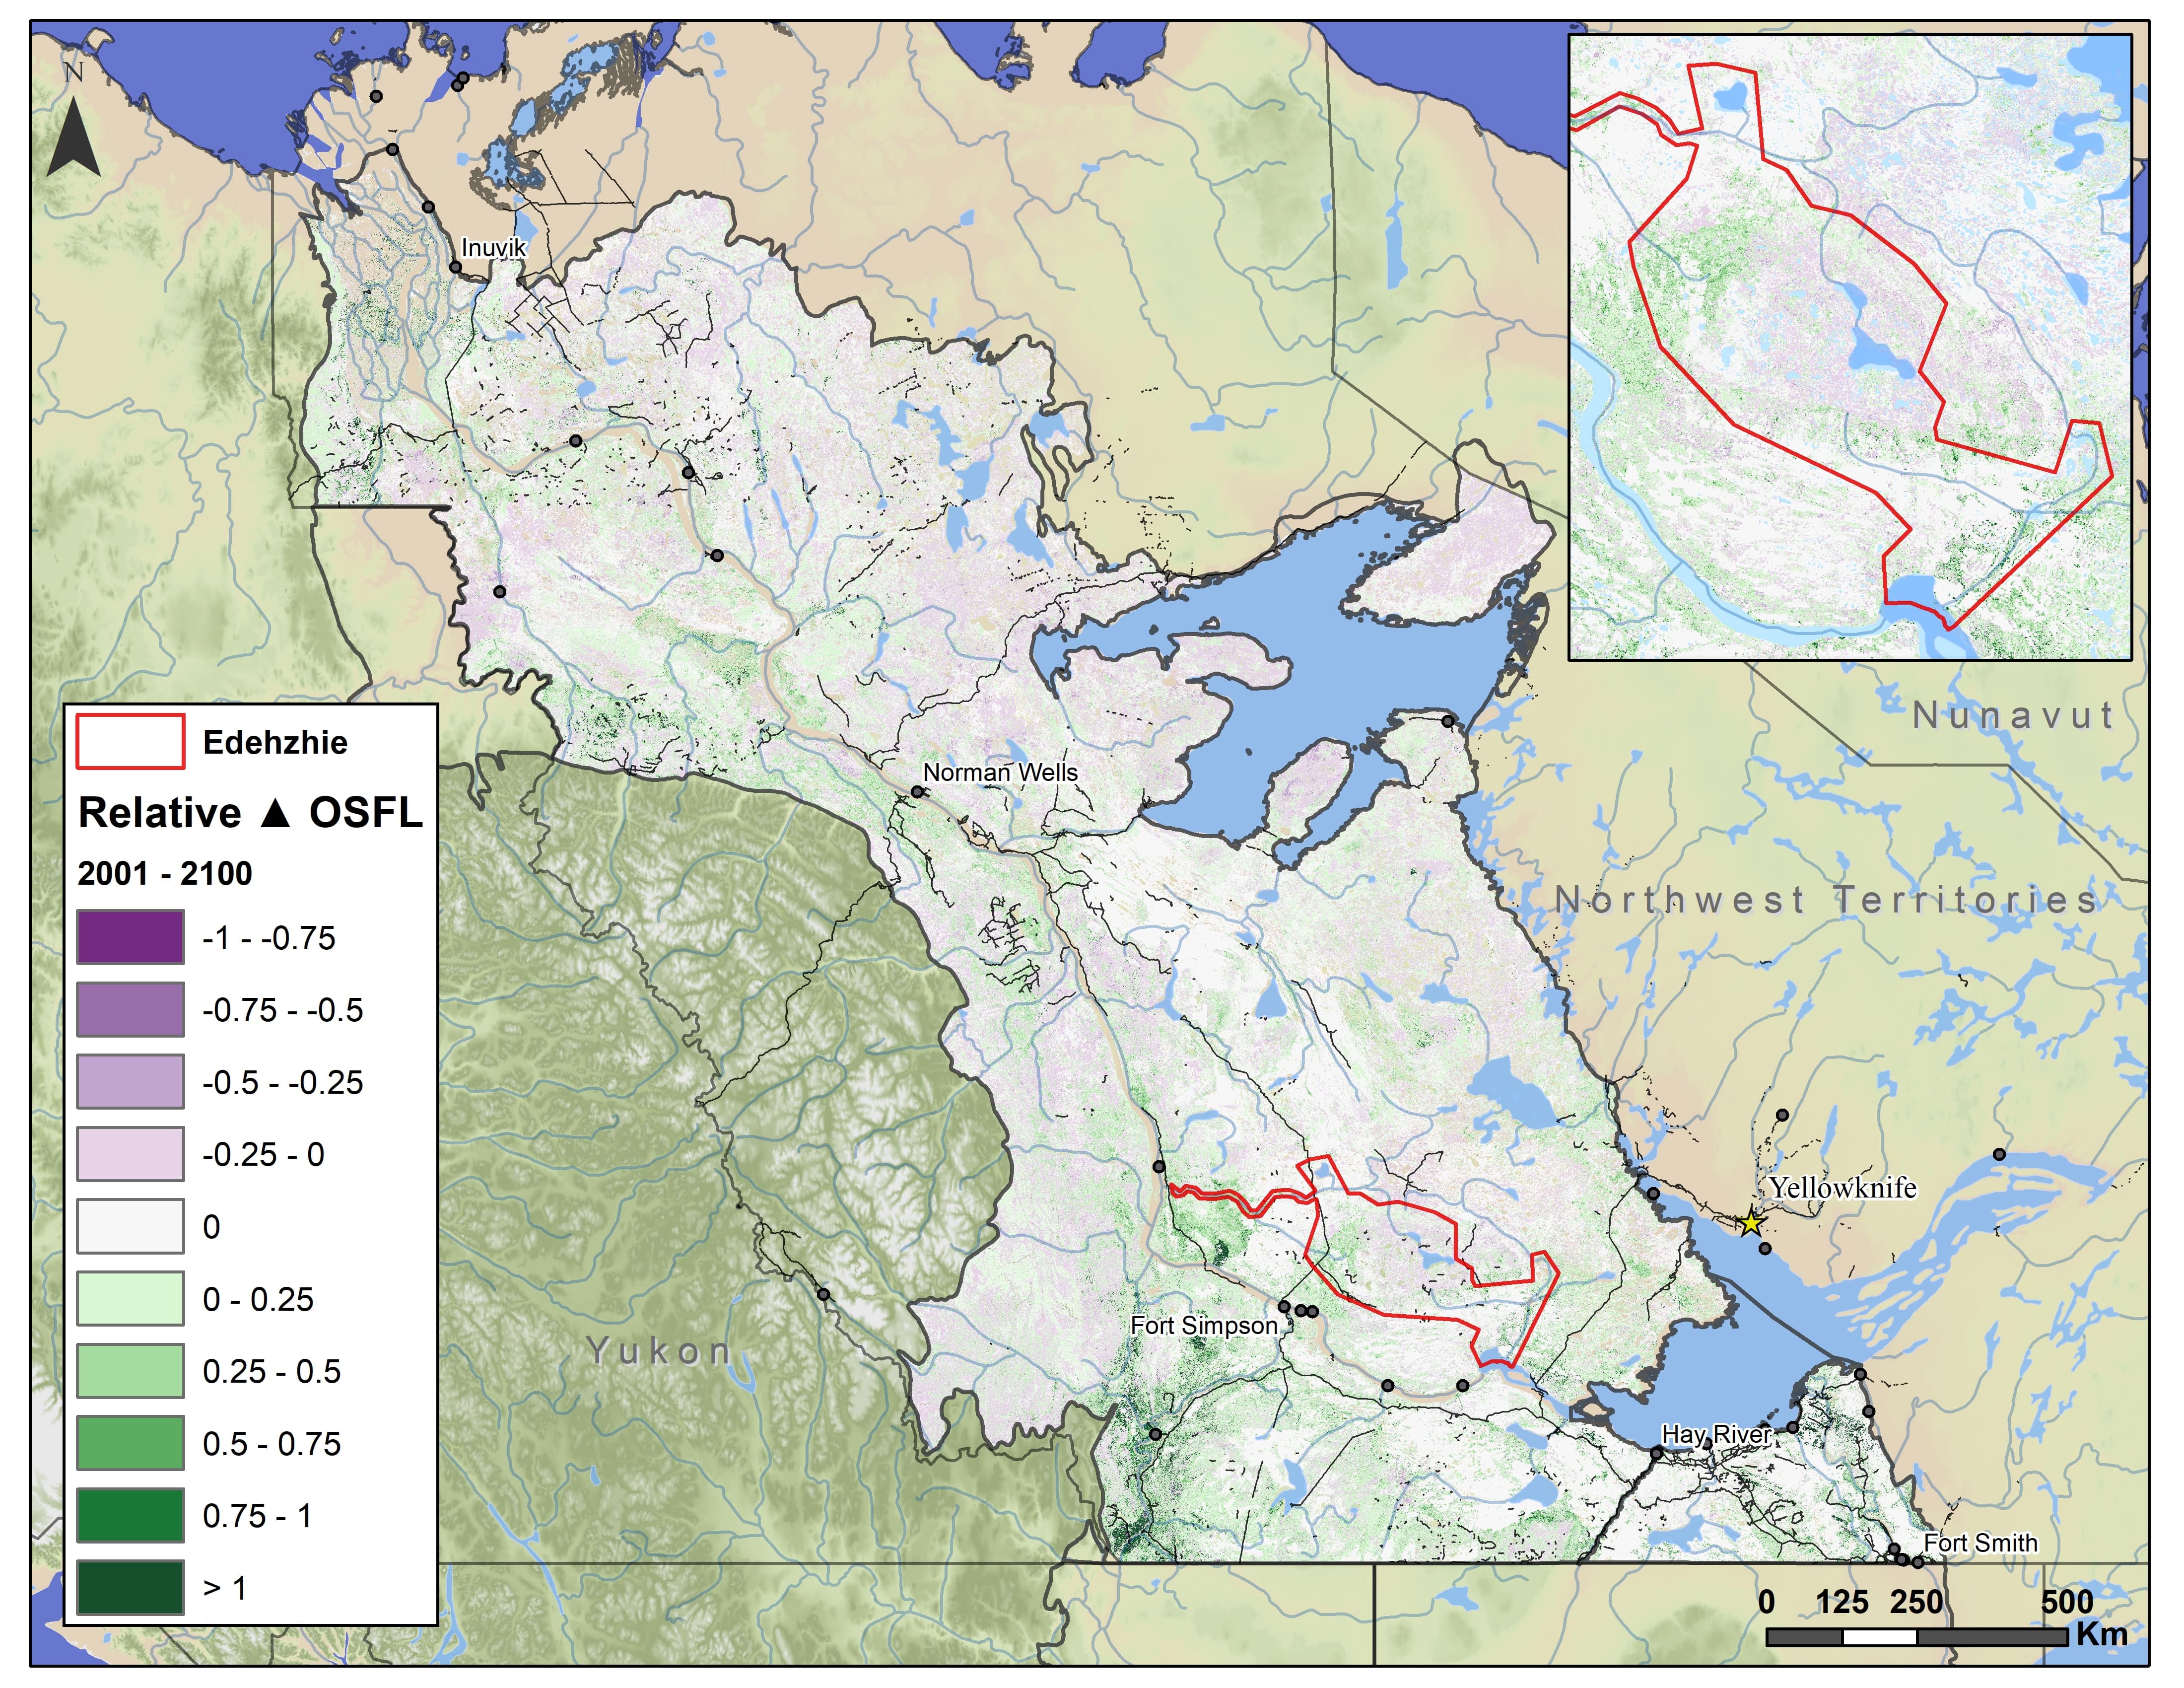 N
Inuvik
Nunavut
Edehzhie
Norman Wells
Relative ▲ OSFL
2001 - 2100
Northwest Territories
-1 - -0.75
-0.75 - -0.5
-0.5 - -0.25
-0.25 - 0
Yellowknife
0
0 - 0.25
Fort Simpson
Yukon
0.25 - 0.5
Hay River
0.5 - 0.75
0.75 - 1
Fort Smith
> 1
0 125 250 500
Km